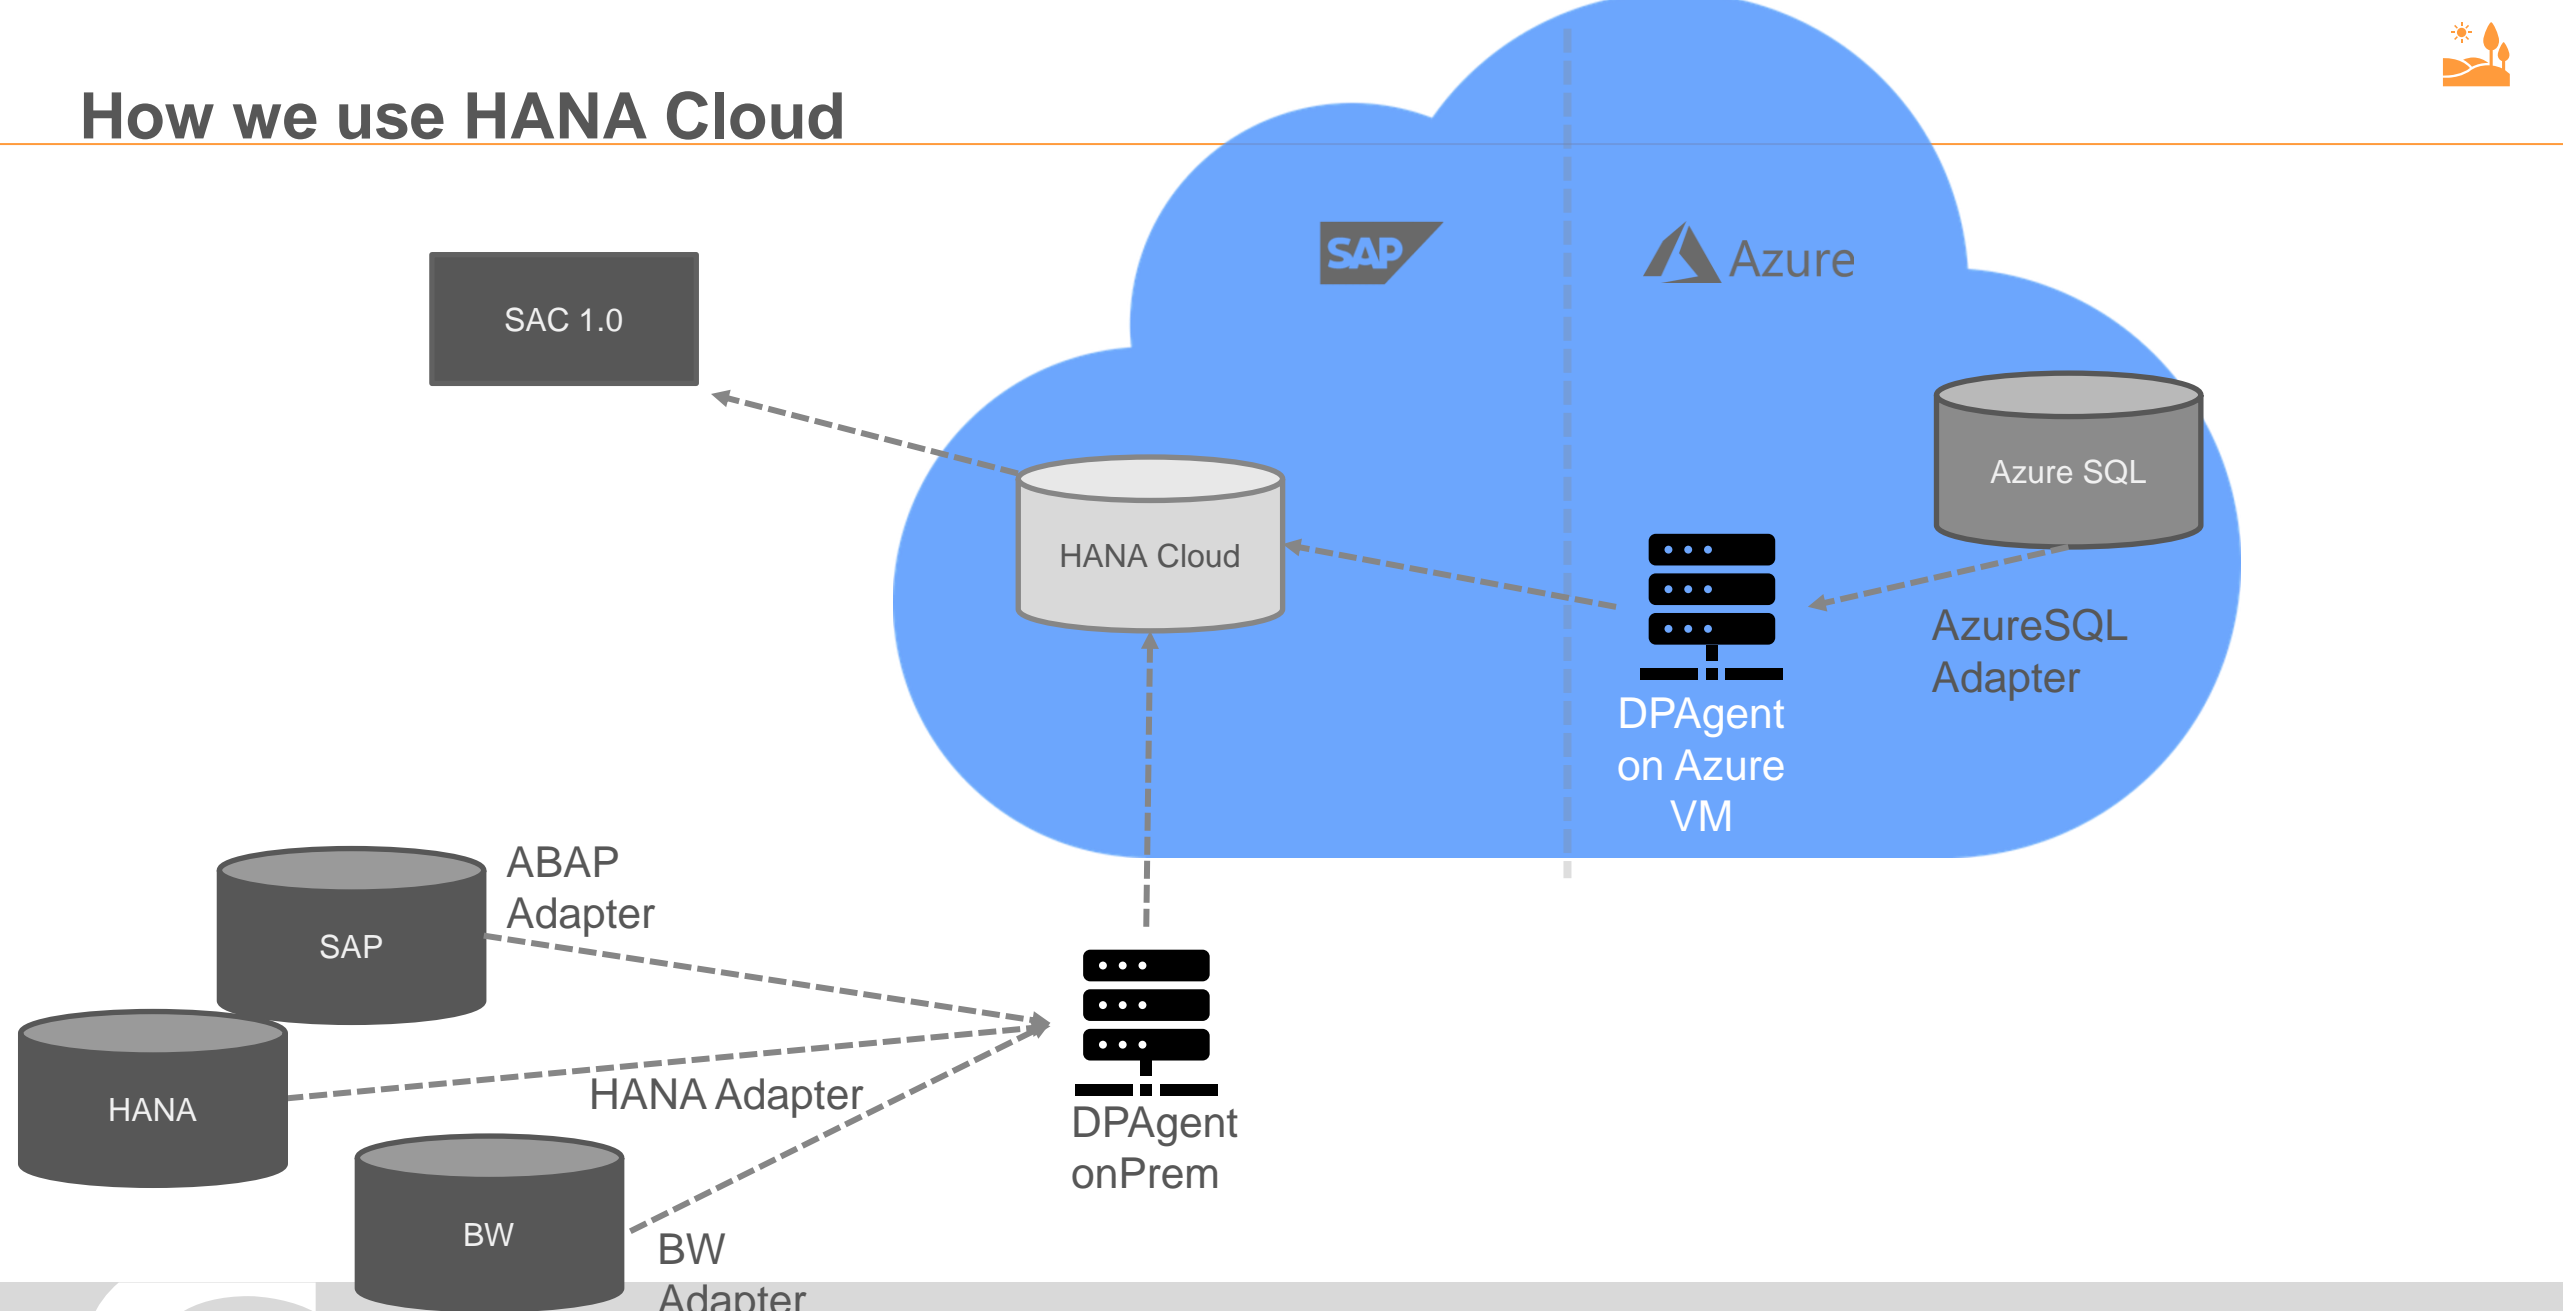 How we use HANA Cloud
SAP
Azure
SAC 1.0
Azure SQL
HANA Cloud
AzureSQL
Adapter
DPAgent
on Azure
VM
ABAP
Adapter
SAP
HANA Adapter
HANA
DPAgent
onPrem
BW
BW
Adapter